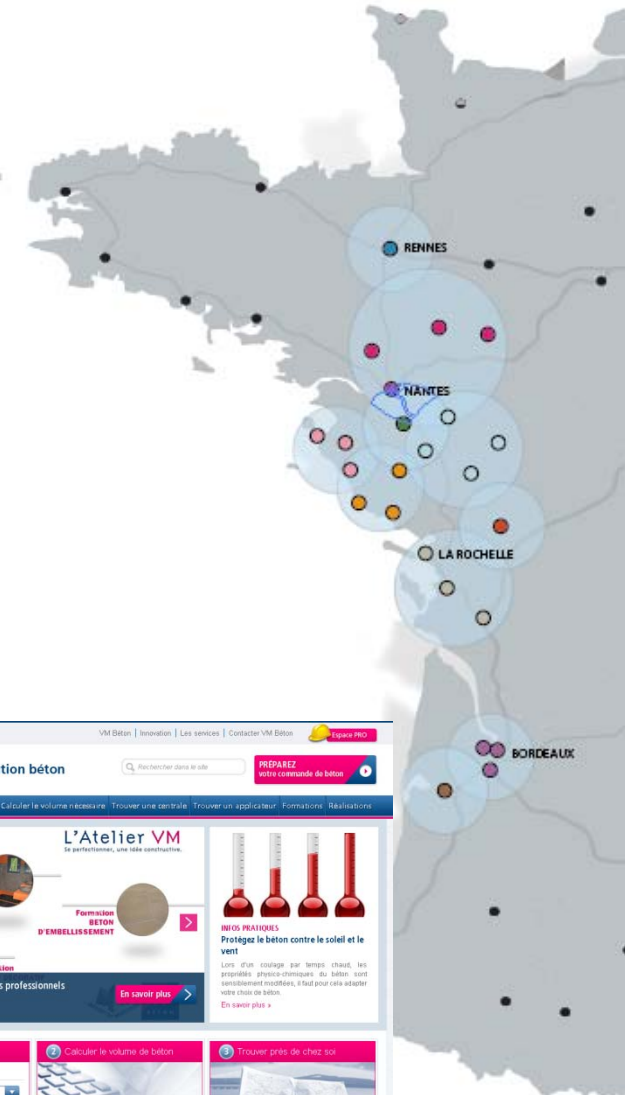 RENNES
NANTES
LA ROCHELLE
BORDEAUX
VM Béton | Innovation | Les services | Contacter VM Béton
Espace PRO
tion béton
Rechercher dans le site
PRÉPAREZ
votre commande de béton
Calculer le volume nécessaire Trouver une centrale Trouver un applicateur Formations Réalisations
L'Atelier VM
Se perfectionner, une idée constructive.
Formation
BETON
D'EMBELLISSEMENT
s professionnels
En savoir plus
INFOS PRATIQUES
Protégez le béton contre le soleil et le
vent
Lors d'un coulage par temps chaud, les
propriétés physico-chimiques du béton sont
sensiblement modifiées, il faut pour cela adapter
votre choix de béton.
En savoir plus »
2 Calculer le volume de béton
3 Trouver près de chez soi